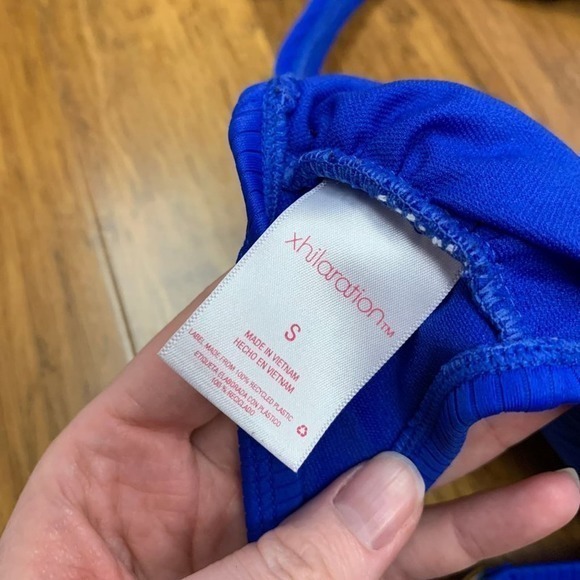 xhilaration™
S
MADE IN VIETNAM
HECHO EN VIETNAM
LABEL MADE FROM 100% RECYCLED PLASTIC
ETIQUETA ELABORADA CON PLÁSTICO
100% RECICLADO